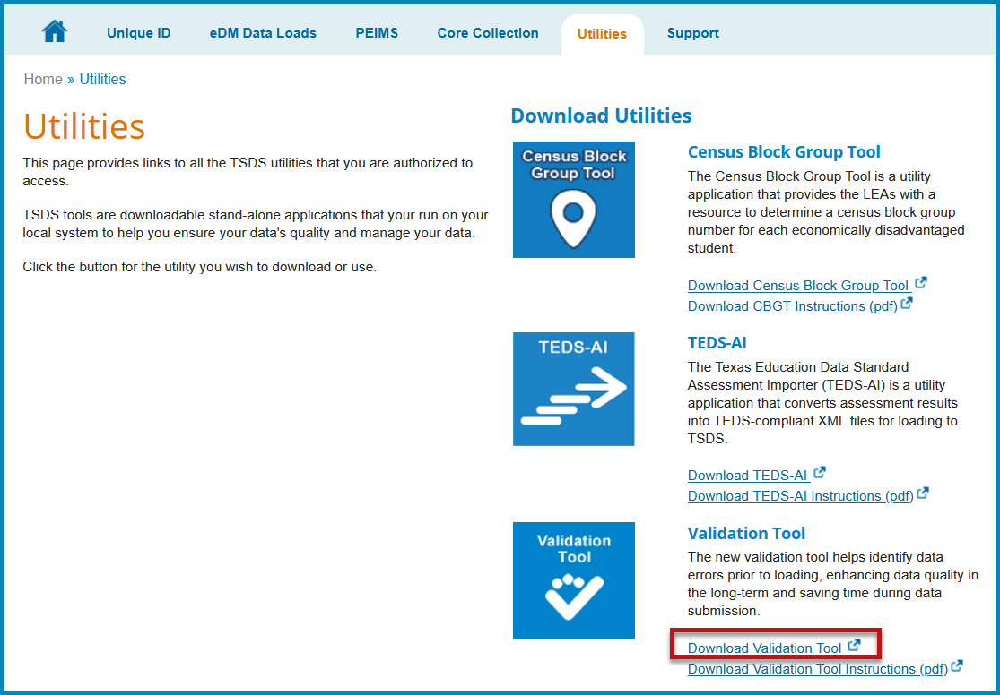 Unique ID eDM Data Loads PEIMS Core Collection Utilities Support
Home » Utilities
Utilities
This page provides links to all the TSDS utilities that you are authorized to
access.
TSDS tools are downloadable stand-alone applications that your run on your
local system to help you ensure your data's quality and manage your data.
Click the button for the utility you wish to download or use.
Download Utilities
Census Block
Group Tool
Census Block Group Tool
The Census Block Group Tool is a utility
application that provides the LEAs with a
resource to determine a census block group
number for each economically disadvantaged
student.
Download Census Block Group Tool
Download CBGT Instructions (pdf)
TEDS-AI
TEDS-AI
The Texas Education Data Standard
Assessment Importer (TEDS-AI) is a utility
application that converts assessment results
into TEDS-compliant XML files for loading to
TSDS.
Download TEDS-AI
Download TEDS-AI Instructions (pdf)
Validation
Tool
Validation Tool
The new validation tool helps identify data
errors prior to loading, enhancing data quality in
the long-term and saving time during data
submission.
Download Validation Tool
Download Validation Tool Instructions (pdf)